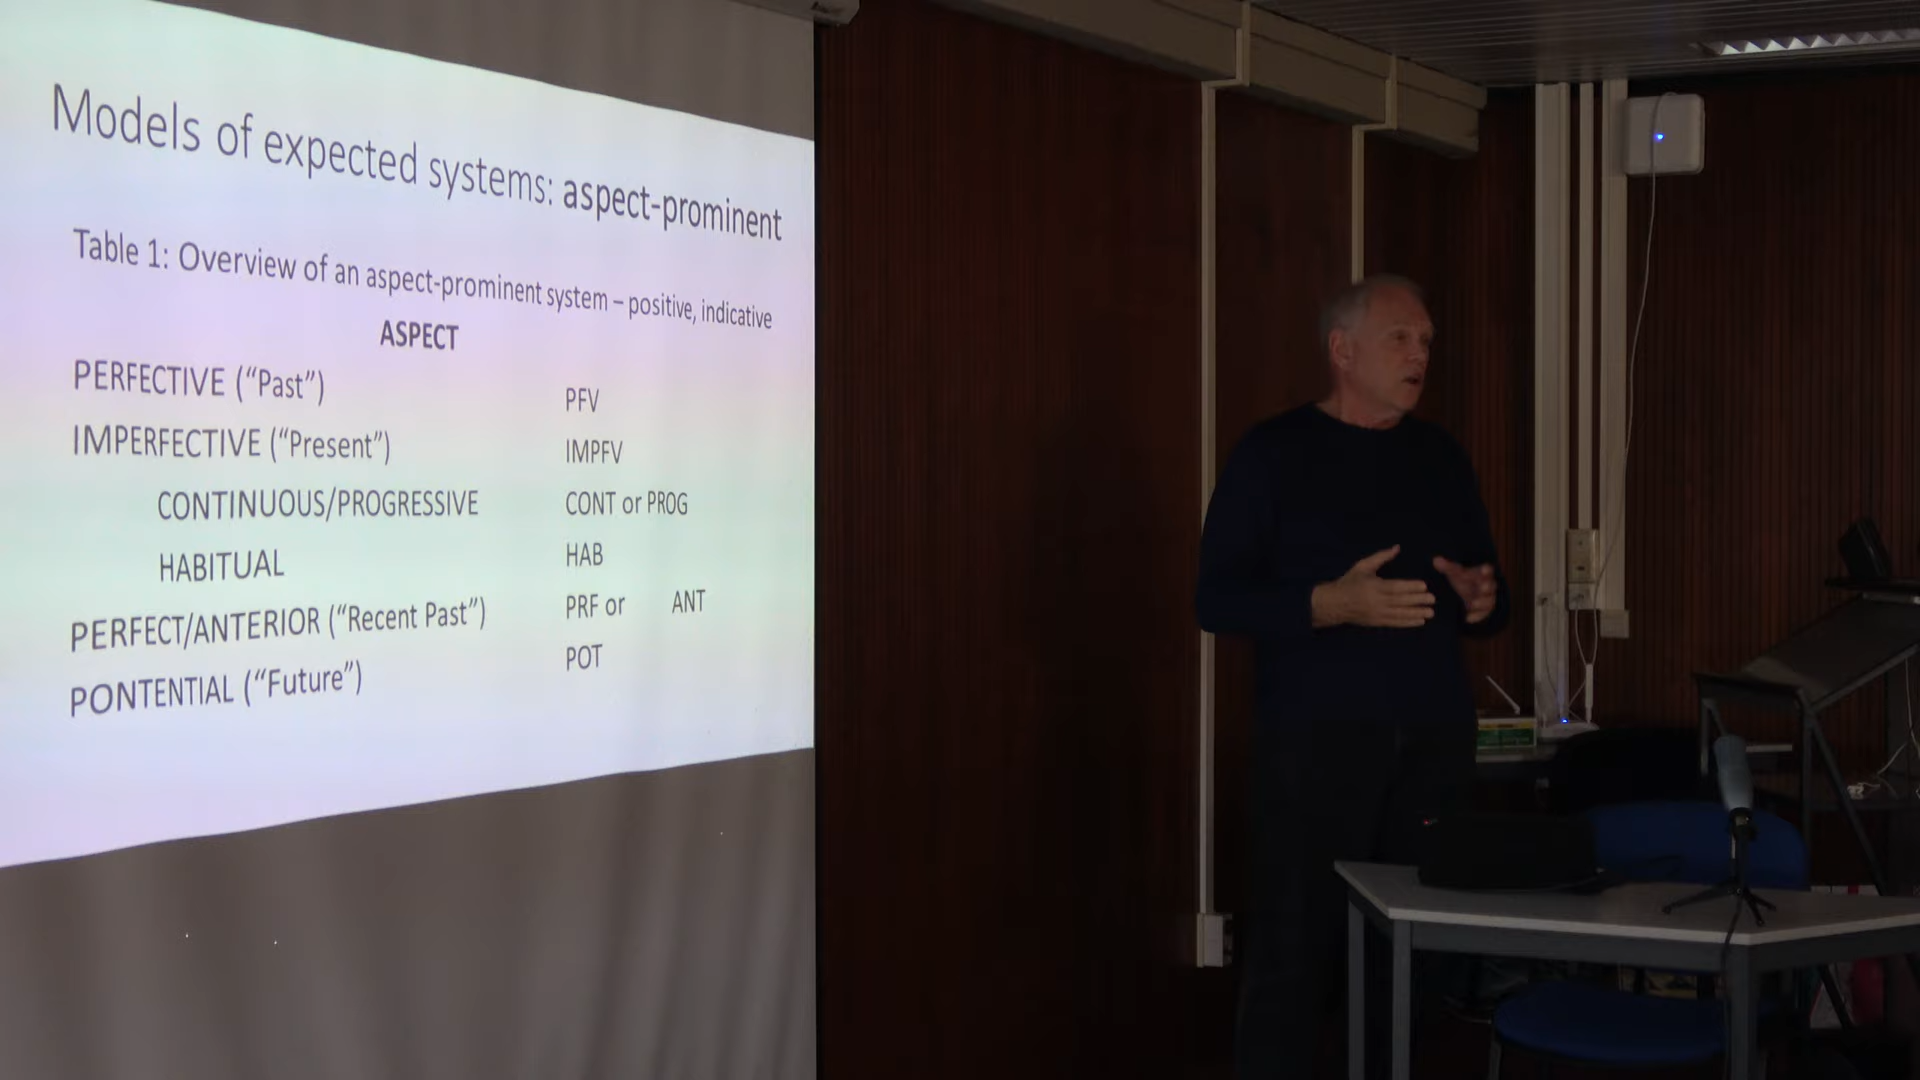 Models of expected systems: aspect-prominent
Table 1: Overview of an aspect-prominent system – positive, indicative
ASPECT
PERFECTIVE (“Past”) PFV
IMPERFECTIVE (“Present”) IMPFV
CONTINUOUS/PROGRESSIVE CONT or PROG
HABITUAL HAB
PERFECT/ANTERIOR (“Recent Past”) PRF or ANT
PONTENTIAL (“Future”) POT